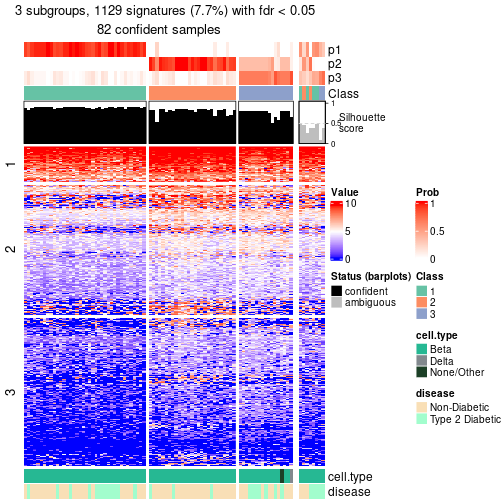 3 subgroups, 1129 signatures (7.7%) with fdr < 0.05
82 confident samples
p1
p2
p3
Class
1
0.5
0
Silhouette
score
1
2
3
Value
10
5
0
Prob
1
0.5
0
Status (barplots)
confident
ambiguous
Class
1
2
3
cell.type
Beta
Delta
None/Other
disease
Non-Diabetic
Type 2 Diabetic
cell.type
disease